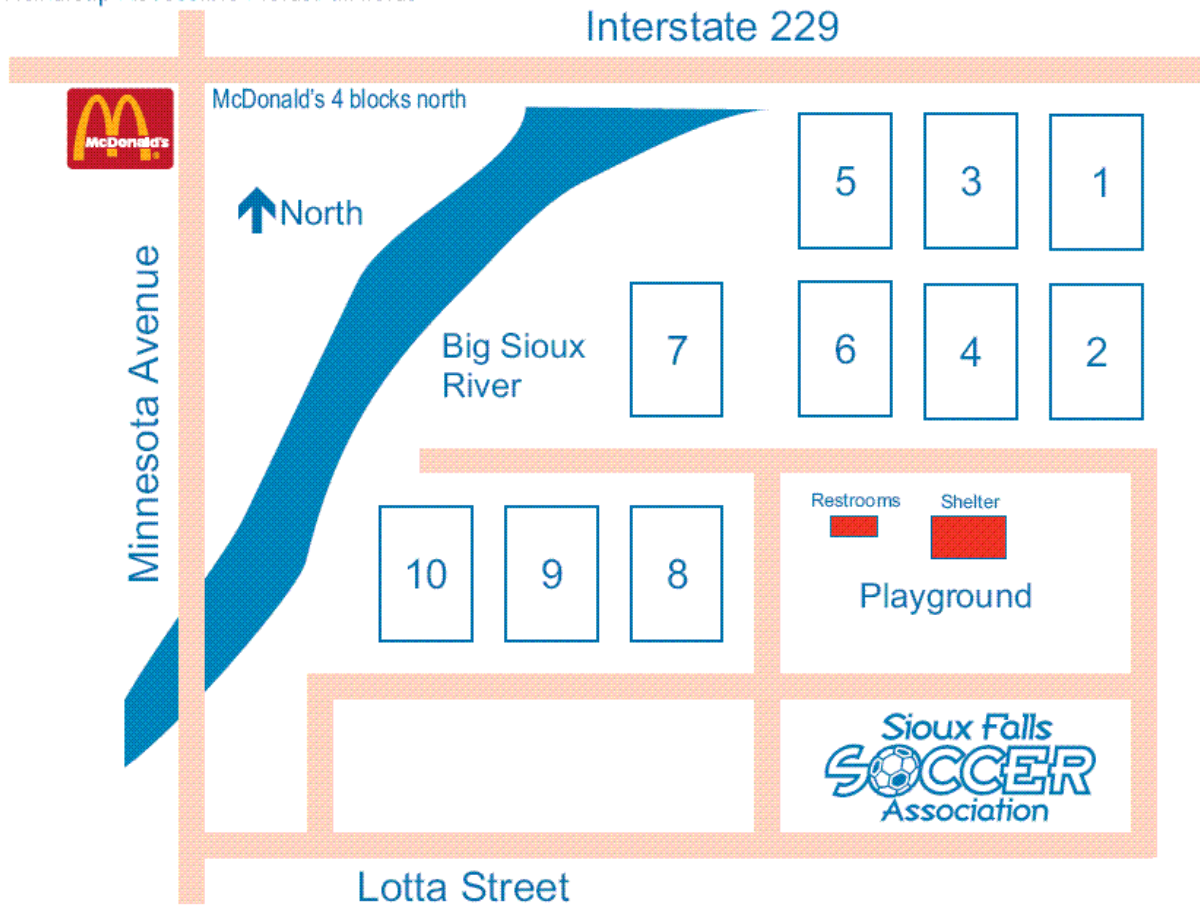 Interstate 229
McDonald's 4 blocks north
McDonald's
North
5
3
1
Minnesota Avenue
Big Sioux
River
7
6
4
2
Restrooms
Shelter
10
9
8
Playground
Sioux Falls
SOCCER
Association
Lotta Street